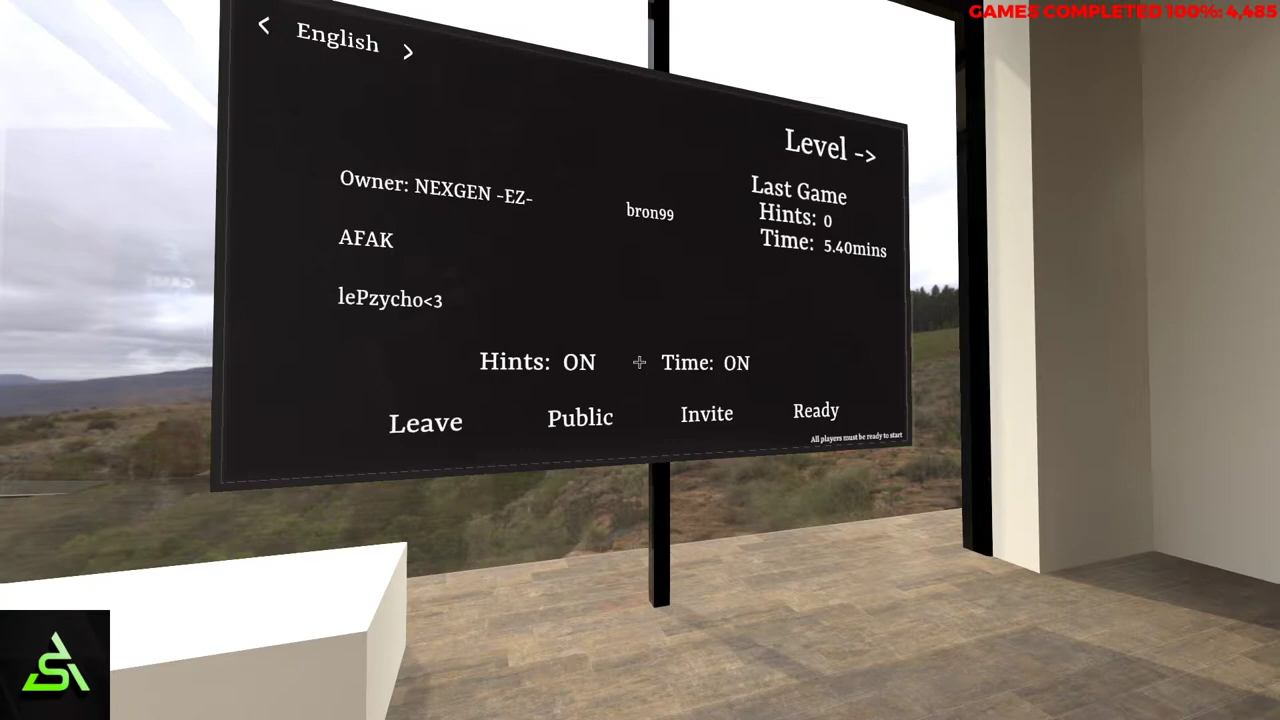 GAMES COMPLETED 100%: 4,485
< English >
Level ->
Owner: NEXGEN -EZ-
bron99
AFAK
lePzycho<3
Last Game
Hints: 0
Time: 5.40mins
Hints: ON
Time: ON
Leave
Public
Invite
Ready
All players must be ready to start